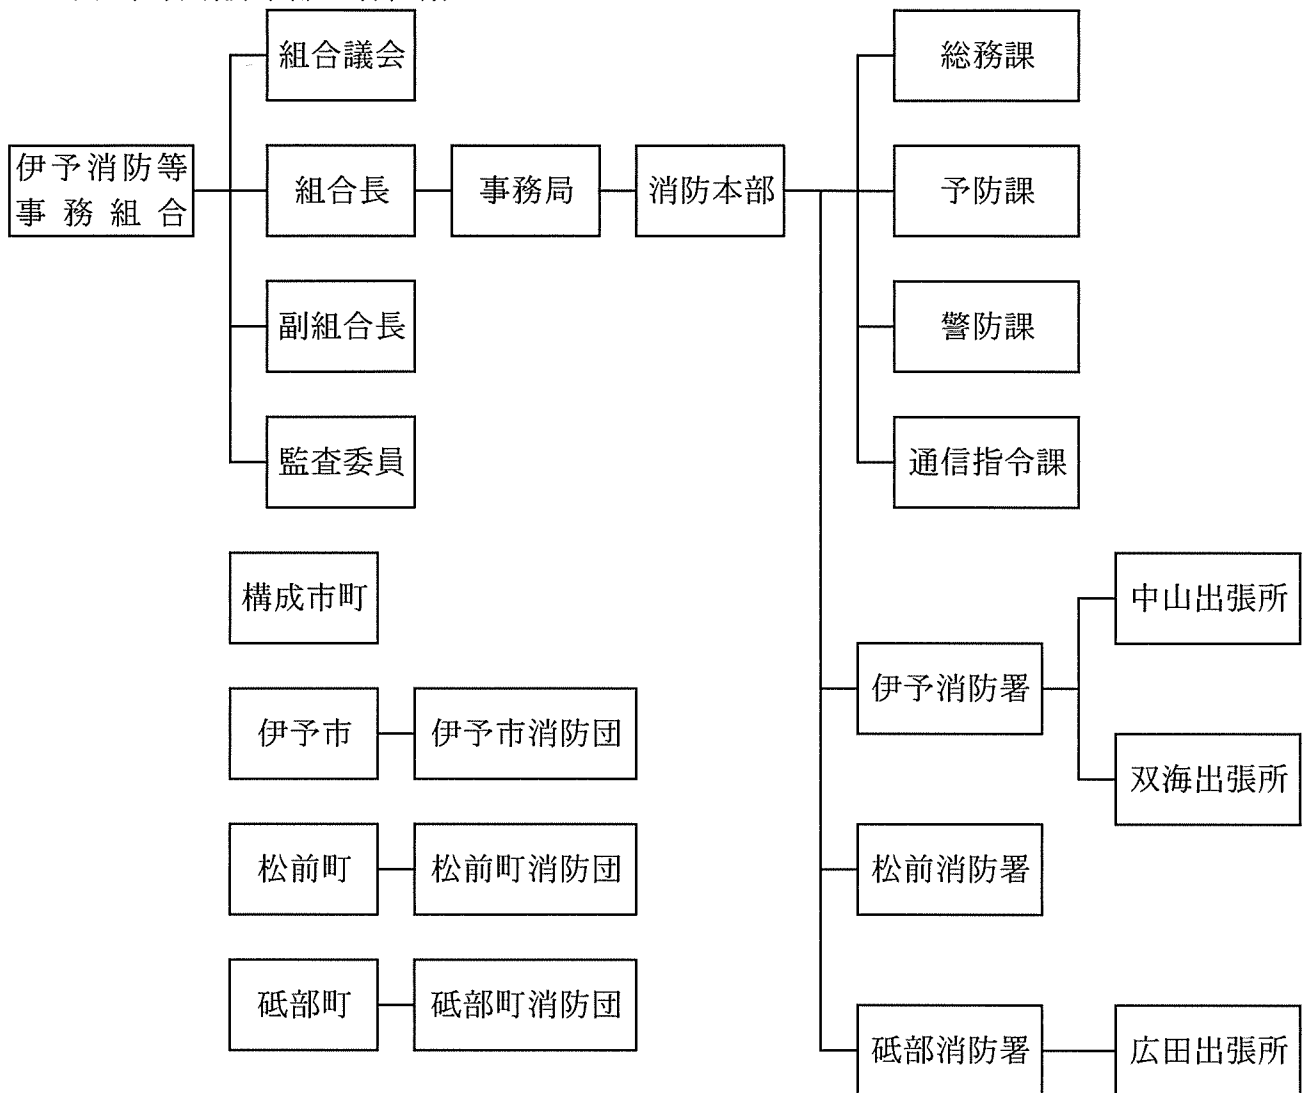 組合議会
総務課
伊予消防等
事務組合
組合長
事務局
消防本部
予防課
副組合長
警防課
監査委員
通信指令課
構成市町
中山出張所
伊予消防署
伊予市
伊予市消防団
双海出張所
松前町
松前町消防団
松前消防署
砥部町
砥部町消防団
砥部消防署
広田出張所